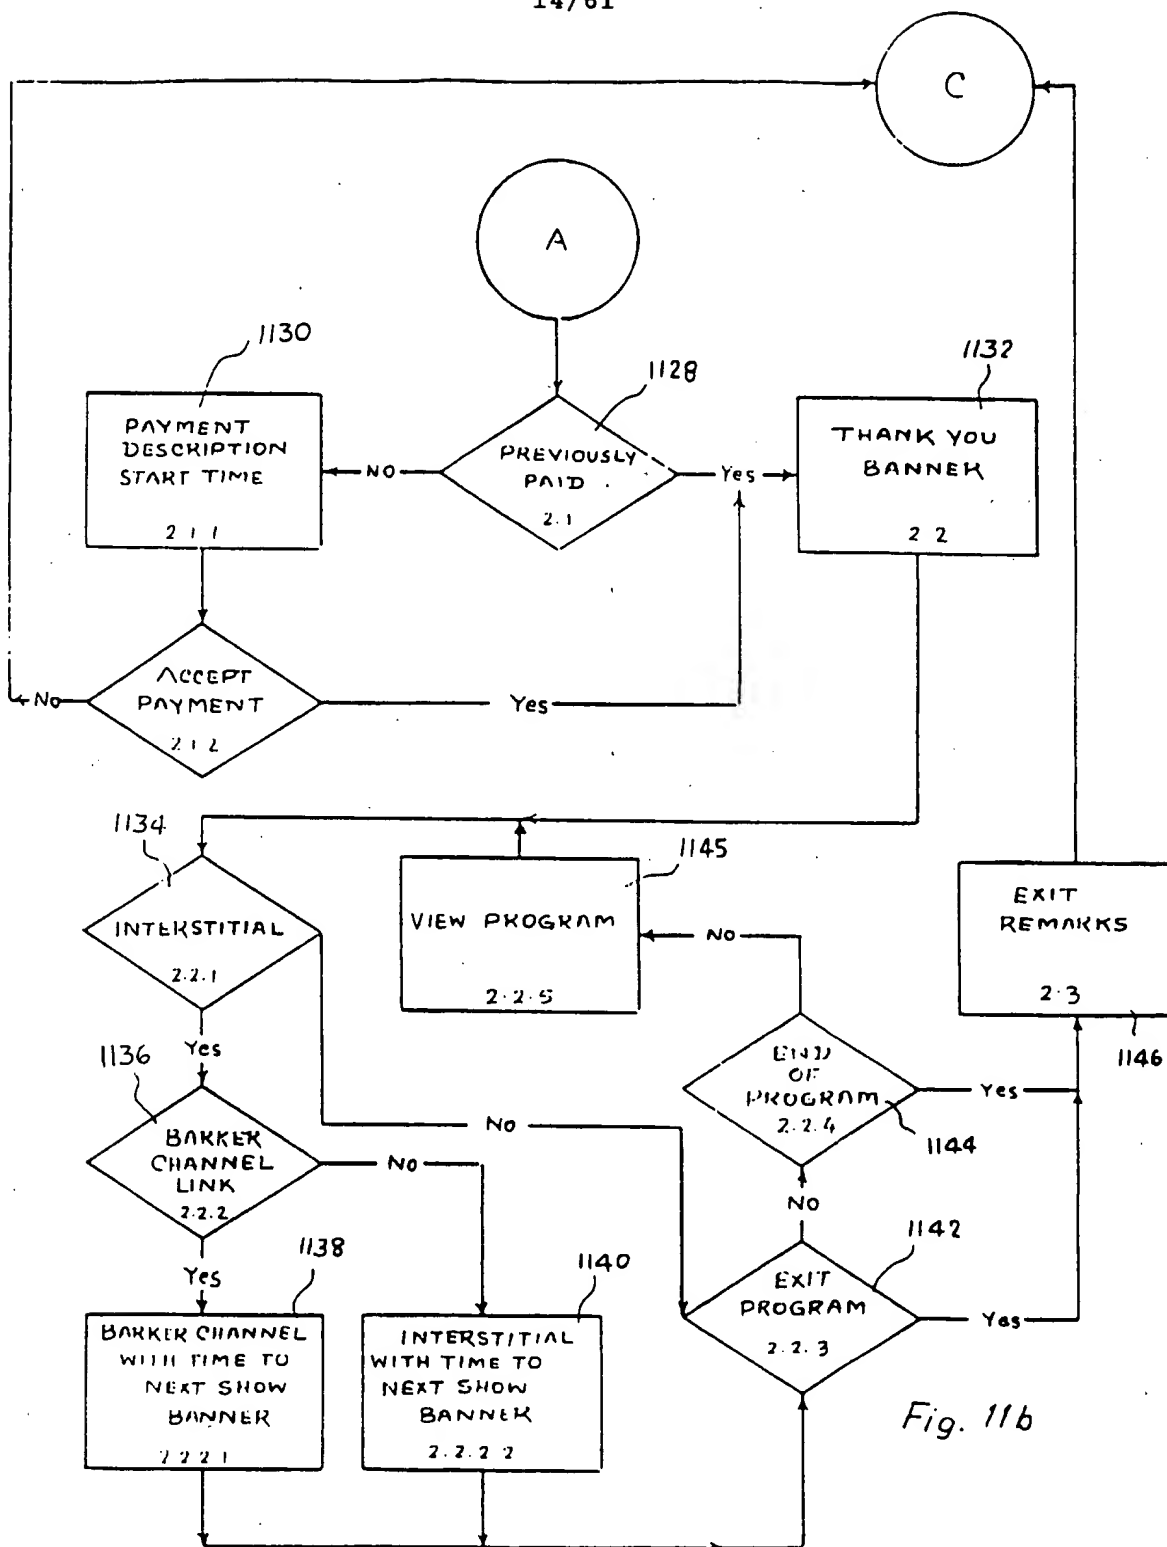 14/61
C
A
1130
1128
1132
PAYMENT
DESCRIPTION
START TIME
2 1 1
NO
PREVIOUSLY
PAID
2.1
Yes
THANK YOU
BANNER
2 2
ACCEPT
PAYMENT
2 1 2
No
Yes
1134
INTERSTITIAL
2.2.1
1145
VIEW PROGRAM
2.2.5
NO
EXIT
REMARKS
2.3
1146
Yes
1136
BARKER
CHANNEL
LINK
2.2.2
No
No
END
OF
PROGRAM
2.2.4
1144
Yes
NO
Yes
1138
BARKER CHANNEL
WITH TIME TO
NEXT SHOW
BANNER
2 2 2 1
1140
INTERSTITIAL
WITH TIME TO
NEXT SHOW
BANNER
2.2.2 2
1142
EXIT
PROGRAM
2.2.3
Yes
Fig. 11b